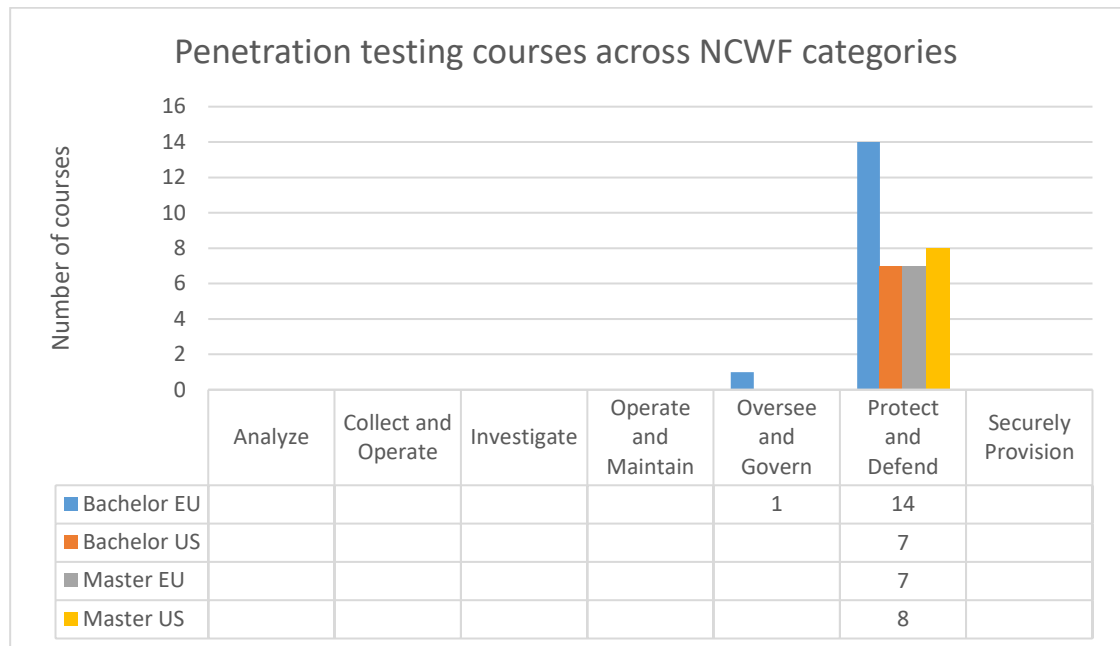 Penetration testing courses across NCWF categories
Number of courses
16
14
12
10
8
6
4
2
0
Analyze
Collect and
Operate
Investigate
Operate
and
Maintain
Oversee
and
Govern
Protect
and
Defend
Securely
Provision
Bachelor EU 1 14
Bachelor US 7
Master EU 7
Master US 8